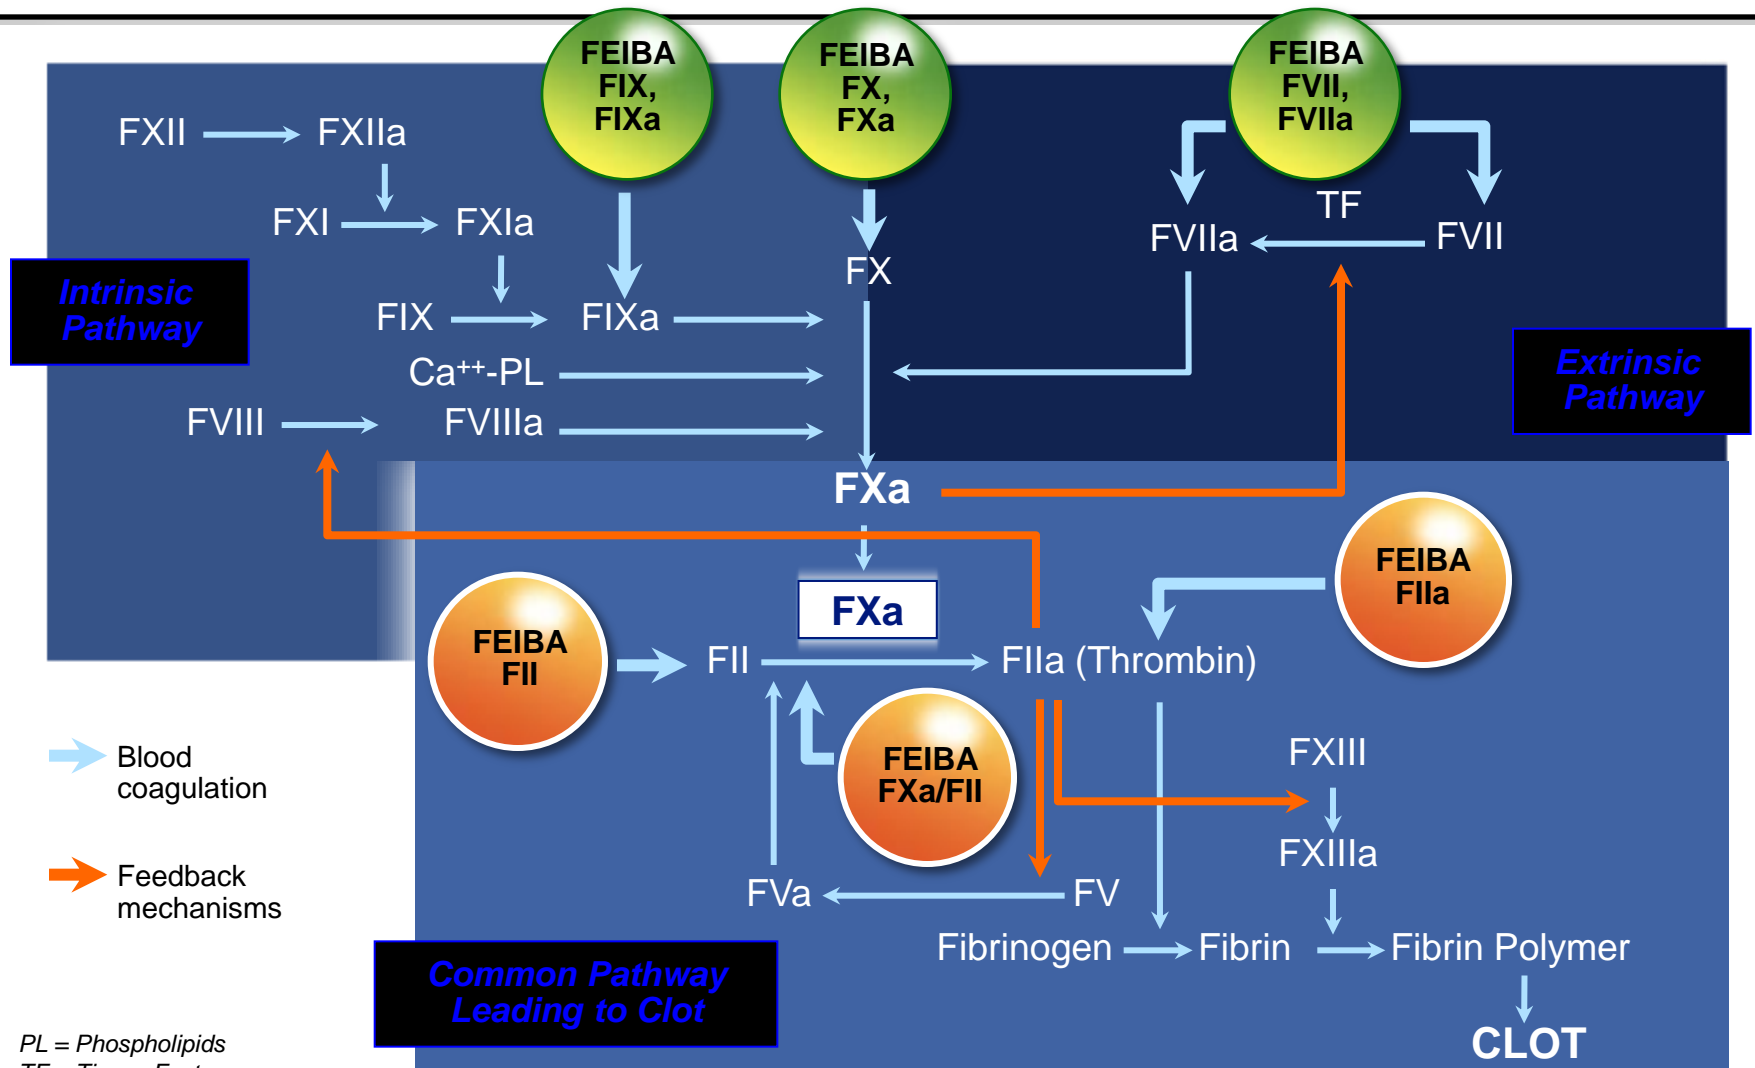 FEIBA
FIX,
FIXa
FEIBA
FX,
FXa
FEIBA
FVII,
FVIIa
FXII
FXIIa
FXI
FXIa
TF
FVIIa
FVII
FX
Intrinsic
Pathway
FIX
FIXa
Ca++-PL
Extrinsic
Pathway
FVIII
FVIIIa
FXa
FEIBA
FIIa
FXa
FEIBA
FII
FII
FIIa (Thrombin)
Blood
coagulation
FEIBA
FXa/FII
FXIII
FXIIIa
Feedback
mechanisms
FVa
FV
Fibrinogen
Fibrin
Fibrin Polymer
Common Pathway
Leading to Clot
CLOT
PL = Phospholipids